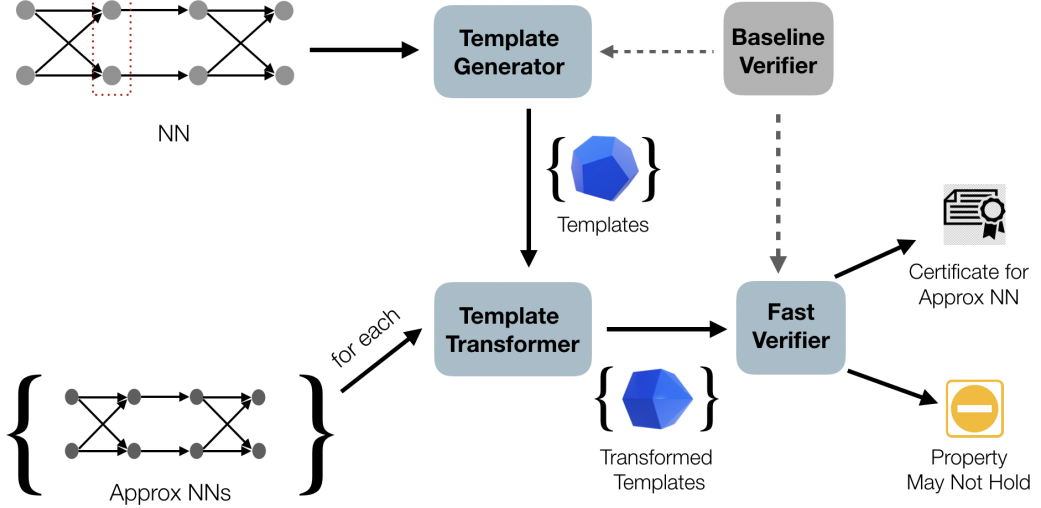 Template
Generator
Baseline
Verifier
NN
Templates
Certificate for
Approx NN
for each
Template
Transformer
Fast
Verifier
Approx NNs
Transformed
Templates
Property
May Not Hold